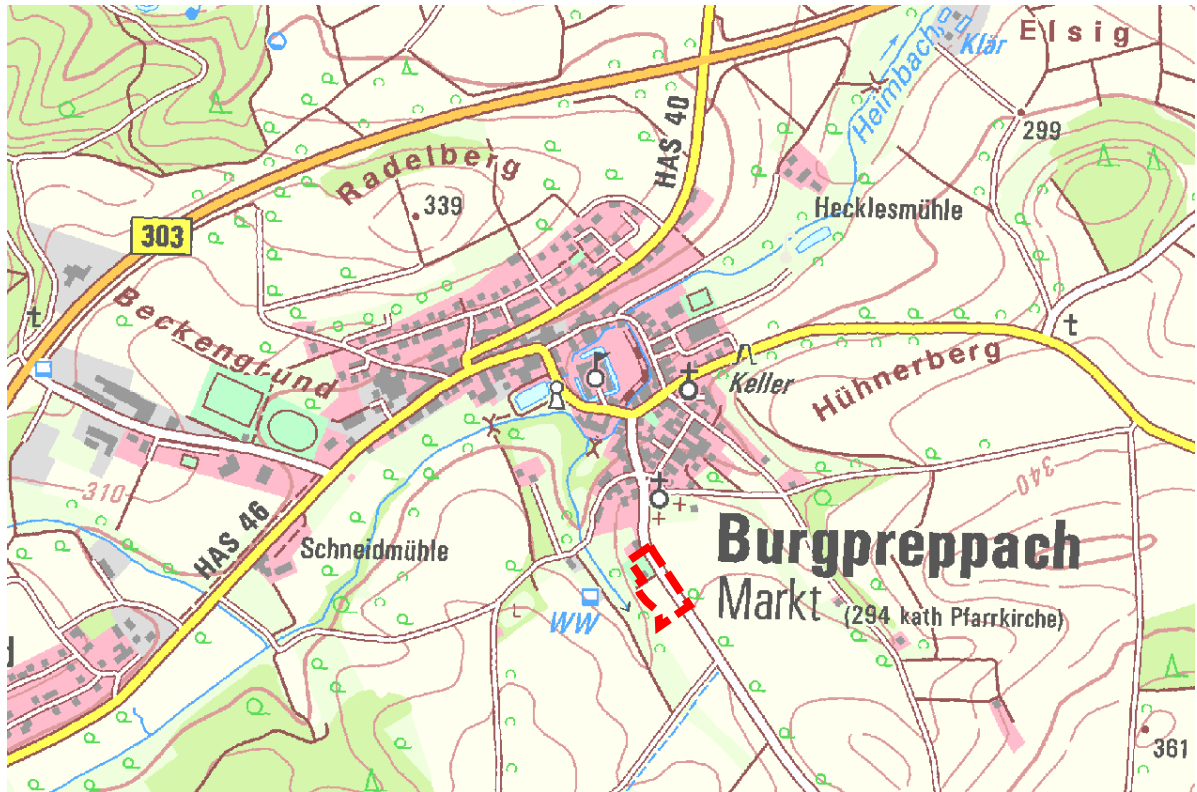 Elsig
Klär
Heimbach
HAS 40
299
Radelberg
339
Hecklesmühle
303
Beckengrund
Keller
Hühnerberg
340
310
HAS 46
Schneidmühle
Burgpreppach
Markt (294 kath Pfarrkirche)
WW
d
361